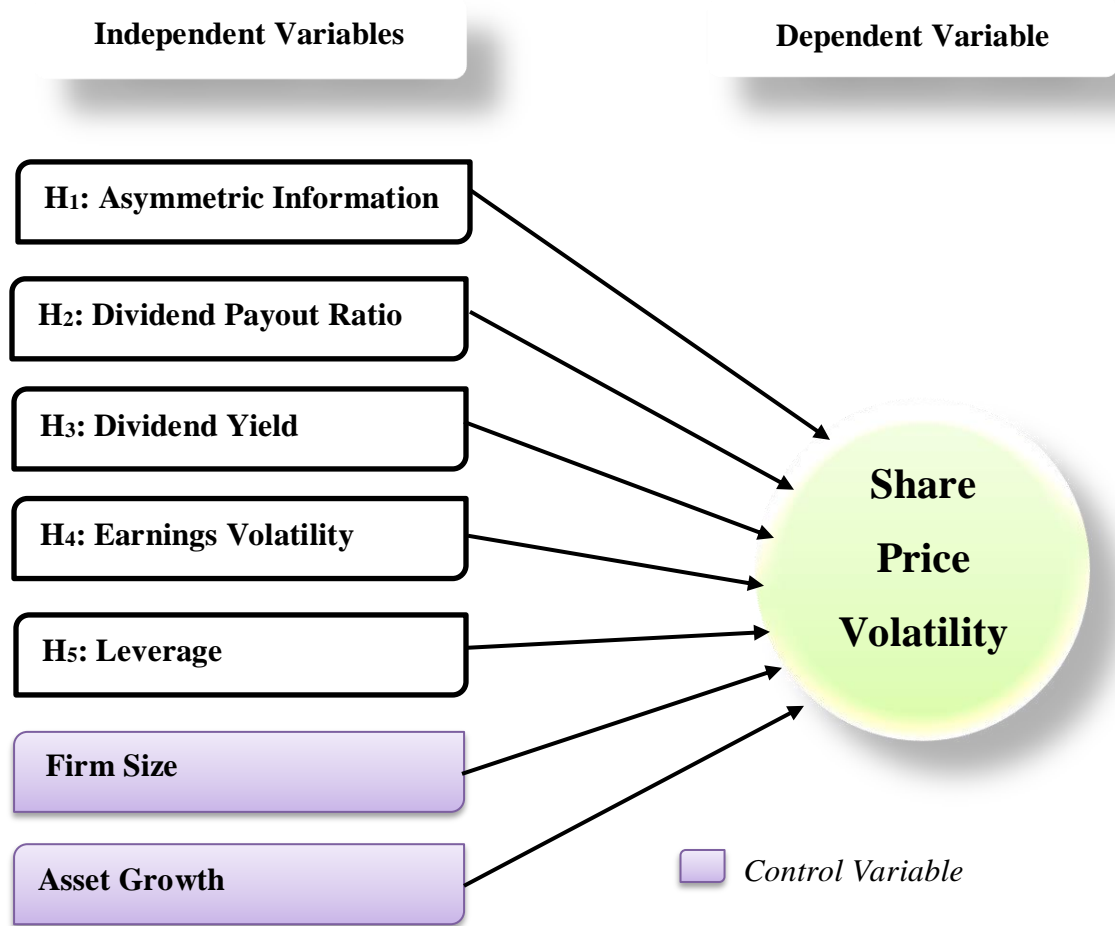 Independent Variables
Dependent Variable
H₁: Asymmetric Information
H₂: Dividend Payout Ratio
H₃: Dividend Yield
H₄: Earnings Volatility
H₅: Leverage
Firm Size
Asset Growth
Share
Price
Volatility
Control Variable